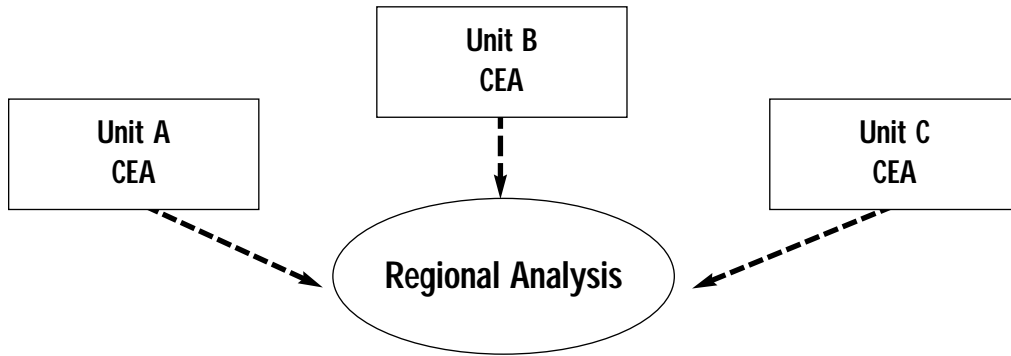 Unit A
CEA
Unit B
CEA
Unit C
CEA
Regional Analysis